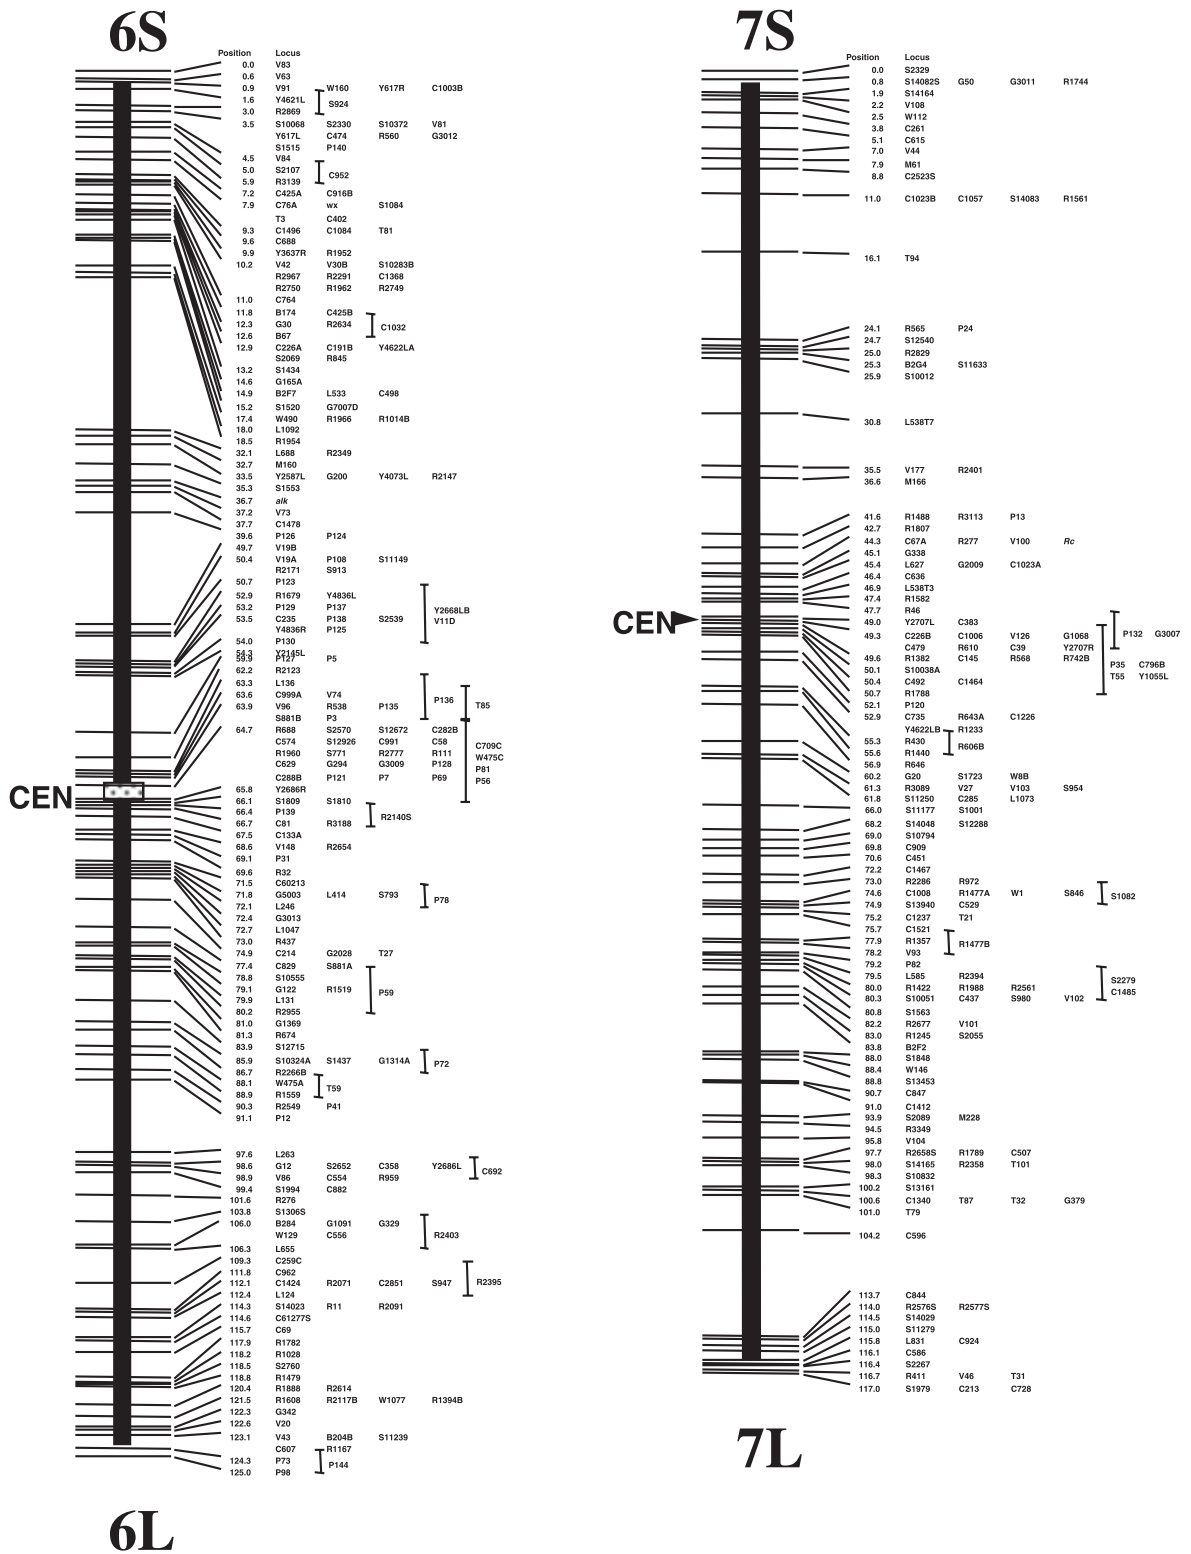 6S
Position Locus
0.0 V83
0.6 V63
0.9 V91 W160 Y617R C1003B
1.6 Y4621L
S924
3.0 R2869
3.5 S10068 S2330 S10372 V81
Y617L C474 R560 G3012
S1515 P140
4.5 V84
5.0 S2107
C952
5.9 R3139
7.2 C425A C916B
7.9 C76A wx S1084
T3 C402
9.3 C1496 C1084 T81
9.6 C688
9.9 Y3637R R1952
10.2 V42 V30B S10283B
R2967 R2291 C1368
R2750 R1962 R2749
11.0 C764
11.8 B174 C425B
12.3 G30 R2634
C1032
12.6 B67
12.9 C226A C191B Y4622LA
S2069 R845
13.2 S1434
14.6 G165A
14.9 B2F7 L533 C498
15.2 S1520 G7007D
17.4 W490 R1966 R1014B
18.0 L1092
18.5 R1954
32.1 L688 R2349
32.7 M160
33.5 Y2587L G200 Y4073L R2147
35.3 S1553
36.7 alk
37.2 V73
37.7 C1478
39.6 P126 P124
49.7 V19B
50.4 V19A P108 S11149
R2171 S913
50.7 P123
52.9 R1679 Y4836L
53.2 P129 P137
Y2668LB
53.5 C235 P138 S2539
V11D
Y4836R P125
54.0 P130
54.3 Y2145L
59.9 P127 P5
62.2 R2123
63.3 L136
63.6 C999A V74
P136
63.9 V96 R538 P135
T85
S881B P3
64.7 R688 S2570 S12672 C282B
C574 S12926 C991 C58
C709C
R1960 S771 R2777 R111
W475C
C629 G294 G3009 P128
P81
C288B P121 P7 P69
P56
65.8 Y2686R
CEN
66.1 S1809 S1810
66.4 P139
R2140S
66.7 C81 R3188
67.5 C133A
68.6 V148 R2654
69.1 P31
69.6 R32
71.5 C60213
71.8 G5003 L414 S793
P78
72.1 L246
72.4 G3013
72.7 L1047
73.0 R437
74.9 C214 G2028 T27
77.4 C829 S881A
78.8 S10555
79.1 G122 R1519
P59
79.9 L131
80.2 R2955
81.0 G1369
81.3 R674
83.9 S12715
85.9 S10324A S1437 G1314A
P72
86.7 R2266B
88.1 W475A
T59
88.9 R1559
90.3 R2549 P41
91.1 P12
97.6 L263
98.6 G12 S2652 C358 Y2686L
C692
98.9 V86 C554 R959
99.4 S1994 C882
101.6 R276
103.8 S1306S
106.0 B284 G1091 G329
W129 C556
R2403
106.3 L655
109.3 C259C
111.8 C962
112.1 C1424 R2071 C2851 S947
R2395
112.4 L124
114.3 S14023 R11 R2091
114.6 C61277S
115.7 C69
117.9 R1782
118.2 R1028
118.5 S2760
118.8 R1479
120.4 R1888 R2614
121.5 R1608 R2117B W1077 R1394B
122.3 G342
122.6 V20
123.1 V43 B204B S11239
C607 R1167
124.3 P73
P144
125.0 P98
6L
7S
Position Locus
0.0 S2329
0.8 S14082S G50 G3011 R1744
1.9 S14164
2.2 V108
2.5 W112
3.8 C261
5.1 C615
7.0 V44
7.9 M61
8.8 C2523S
11.0 C1023B C1057 S14083 R1561
16.1 T94
24.1 R565 P24
24.7 S12540
25.0 R2829
25.3 B2G4 S11633
25.9 S10012
30.8 L538T7
35.5 V177 R2401
36.6 M166
41.6 R1488 R3113 P13
42.7 R1807
44.3 C67A R277 V100 Rc
45.1 G338
45.4 L627 G2009 C1023A
46.4 C636
46.9 L538T3
47.4 R1582
47.7 R46
CEN
49.0 Y2707L C383
P132 G3007
49.3 C226B C1006 V126 G1068
C479 R610 C39 Y2707R
49.6 R1382 C145 R568 R742B
P35 C796B
50.1 S10038A
T55 Y1055L
50.4 C492 C1464
50.7 R1788
52.1 P120
52.9 C735 R643A C1226
Y4622LB R1233
55.3 R430
R606B
55.6 R1440
56.9 R646
60.2 G20 S1723 W8B
61.3 R3089 V27 V103 S954
61.8 S11250 C285 L1073
66.0 S11177 S1001
68.2 S14048 S12288
69.0 S10794
69.8 C909
70.6 C451
72.2 C1467
73.0 R2286 R972
74.6 C1008 R1477A W1 S846
S1082
74.9 S13940 C529
75.2 C1237 T21
75.7 C1521
77.9 R1357
R1477B
78.2 V93
79.2 P82
79.5 L585 R2394
S2279
80.0 R1422 R1988 R2561
C1485
80.3 S10051 C437 S980 V102
80.8 S1563
82.2 R2677 V101
83.0 R1245 S2055
83.8 B2F2
88.0 S1848
88.4 W146
88.8 S13453
90.7 C847
91.0 C1412
93.9 S2089 M228
94.5 R3349
95.8 V104
97.7 R2658S R1789 C507
98.0 S14165 R2358 T101
98.3 S10832
100.2 S13161
100.6 C1340 T87 T32 G379
101.0 T79
104.2 C596
113.7 C844
114.0 R2576S R2577S
114.5 S14029
115.0 S11279
115.8 L831 C924
116.1 C586
116.4 S2267
116.7 R411 V46 T31
117.0 S1979 C213 C728
7L